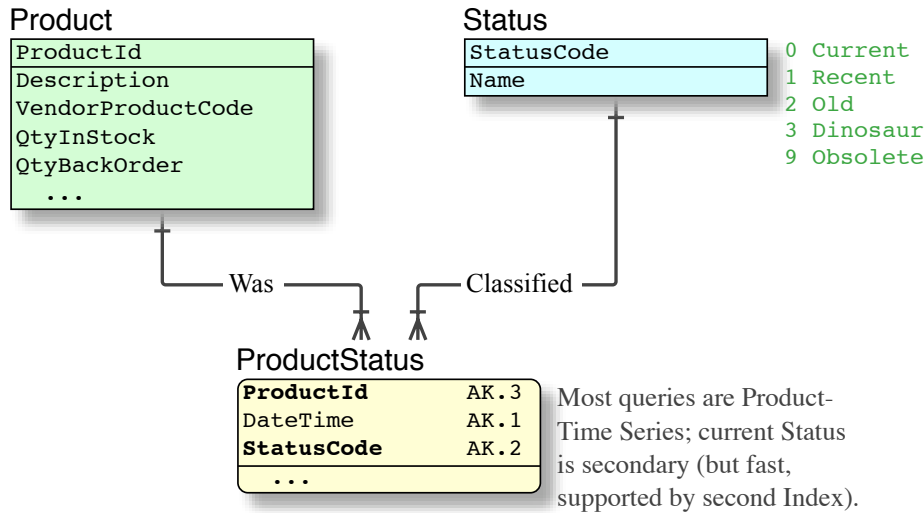 Product
ProductId
Description
VendorProductCode
QtyInStock
QtyBackOrder
...
Status
StatusCode
Name
0 Current
1 Recent
2 Old
3 Dinosaur
9 Obsolete
Was
Classified
ProductStatus
ProductId AK.3
DateTime AK.1
StatusCode AK.2
...
Most queries are Product-
Time Series; current Status
is secondary (but fast,
supported by second Index).